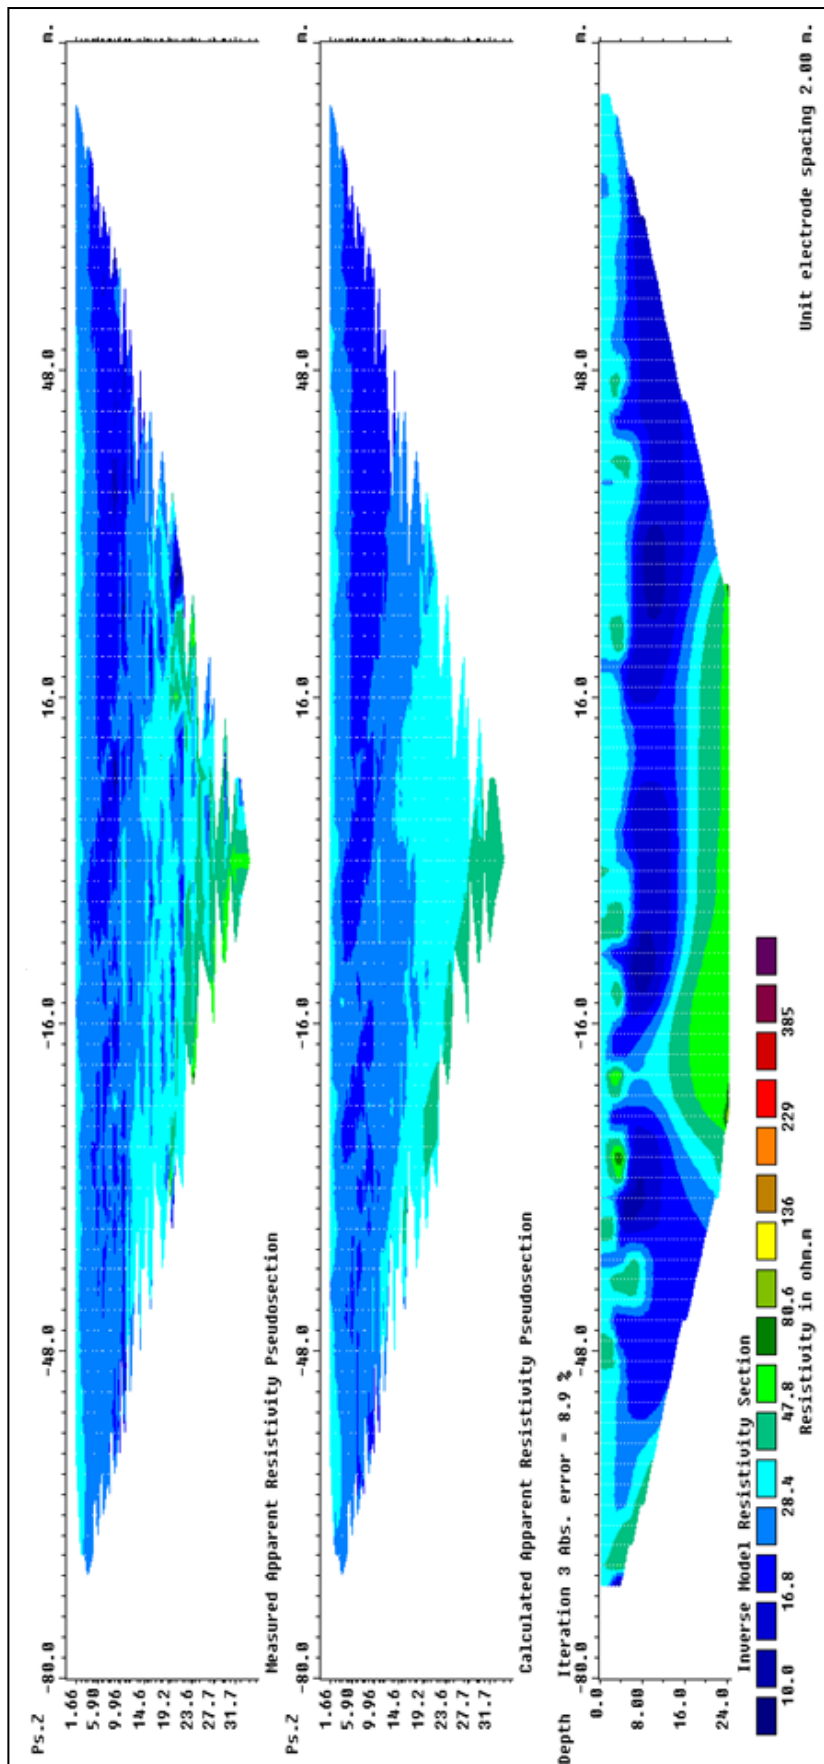 Ps.Z -80.0 -48.0 -16.0 16.0 48.0 m.
1.66
5.90
9.96
14.6
19.2
23.6
27.7
31.7
Measured Apparent Resistivity Pseudosection
Ps.Z -80.0 -48.0 -16.0 16.0 48.0 m.
1.66
5.90
9.96
14.6
19.2
23.6
27.7
31.7
Calculated Apparent Resistivity Pseudosection
Depth Iteration 3 Abs. error = 8.9 %
-80.0 -48.0 -16.0 16.0 48.0 m.
0.0
8.00
16.0
24.0
Inverse Model Resistivity Section
10.0 16.8 28.4 47.8 80.6 136 229 385
Resistivity in ohm.m
Unit electrode spacing 2.00 m.